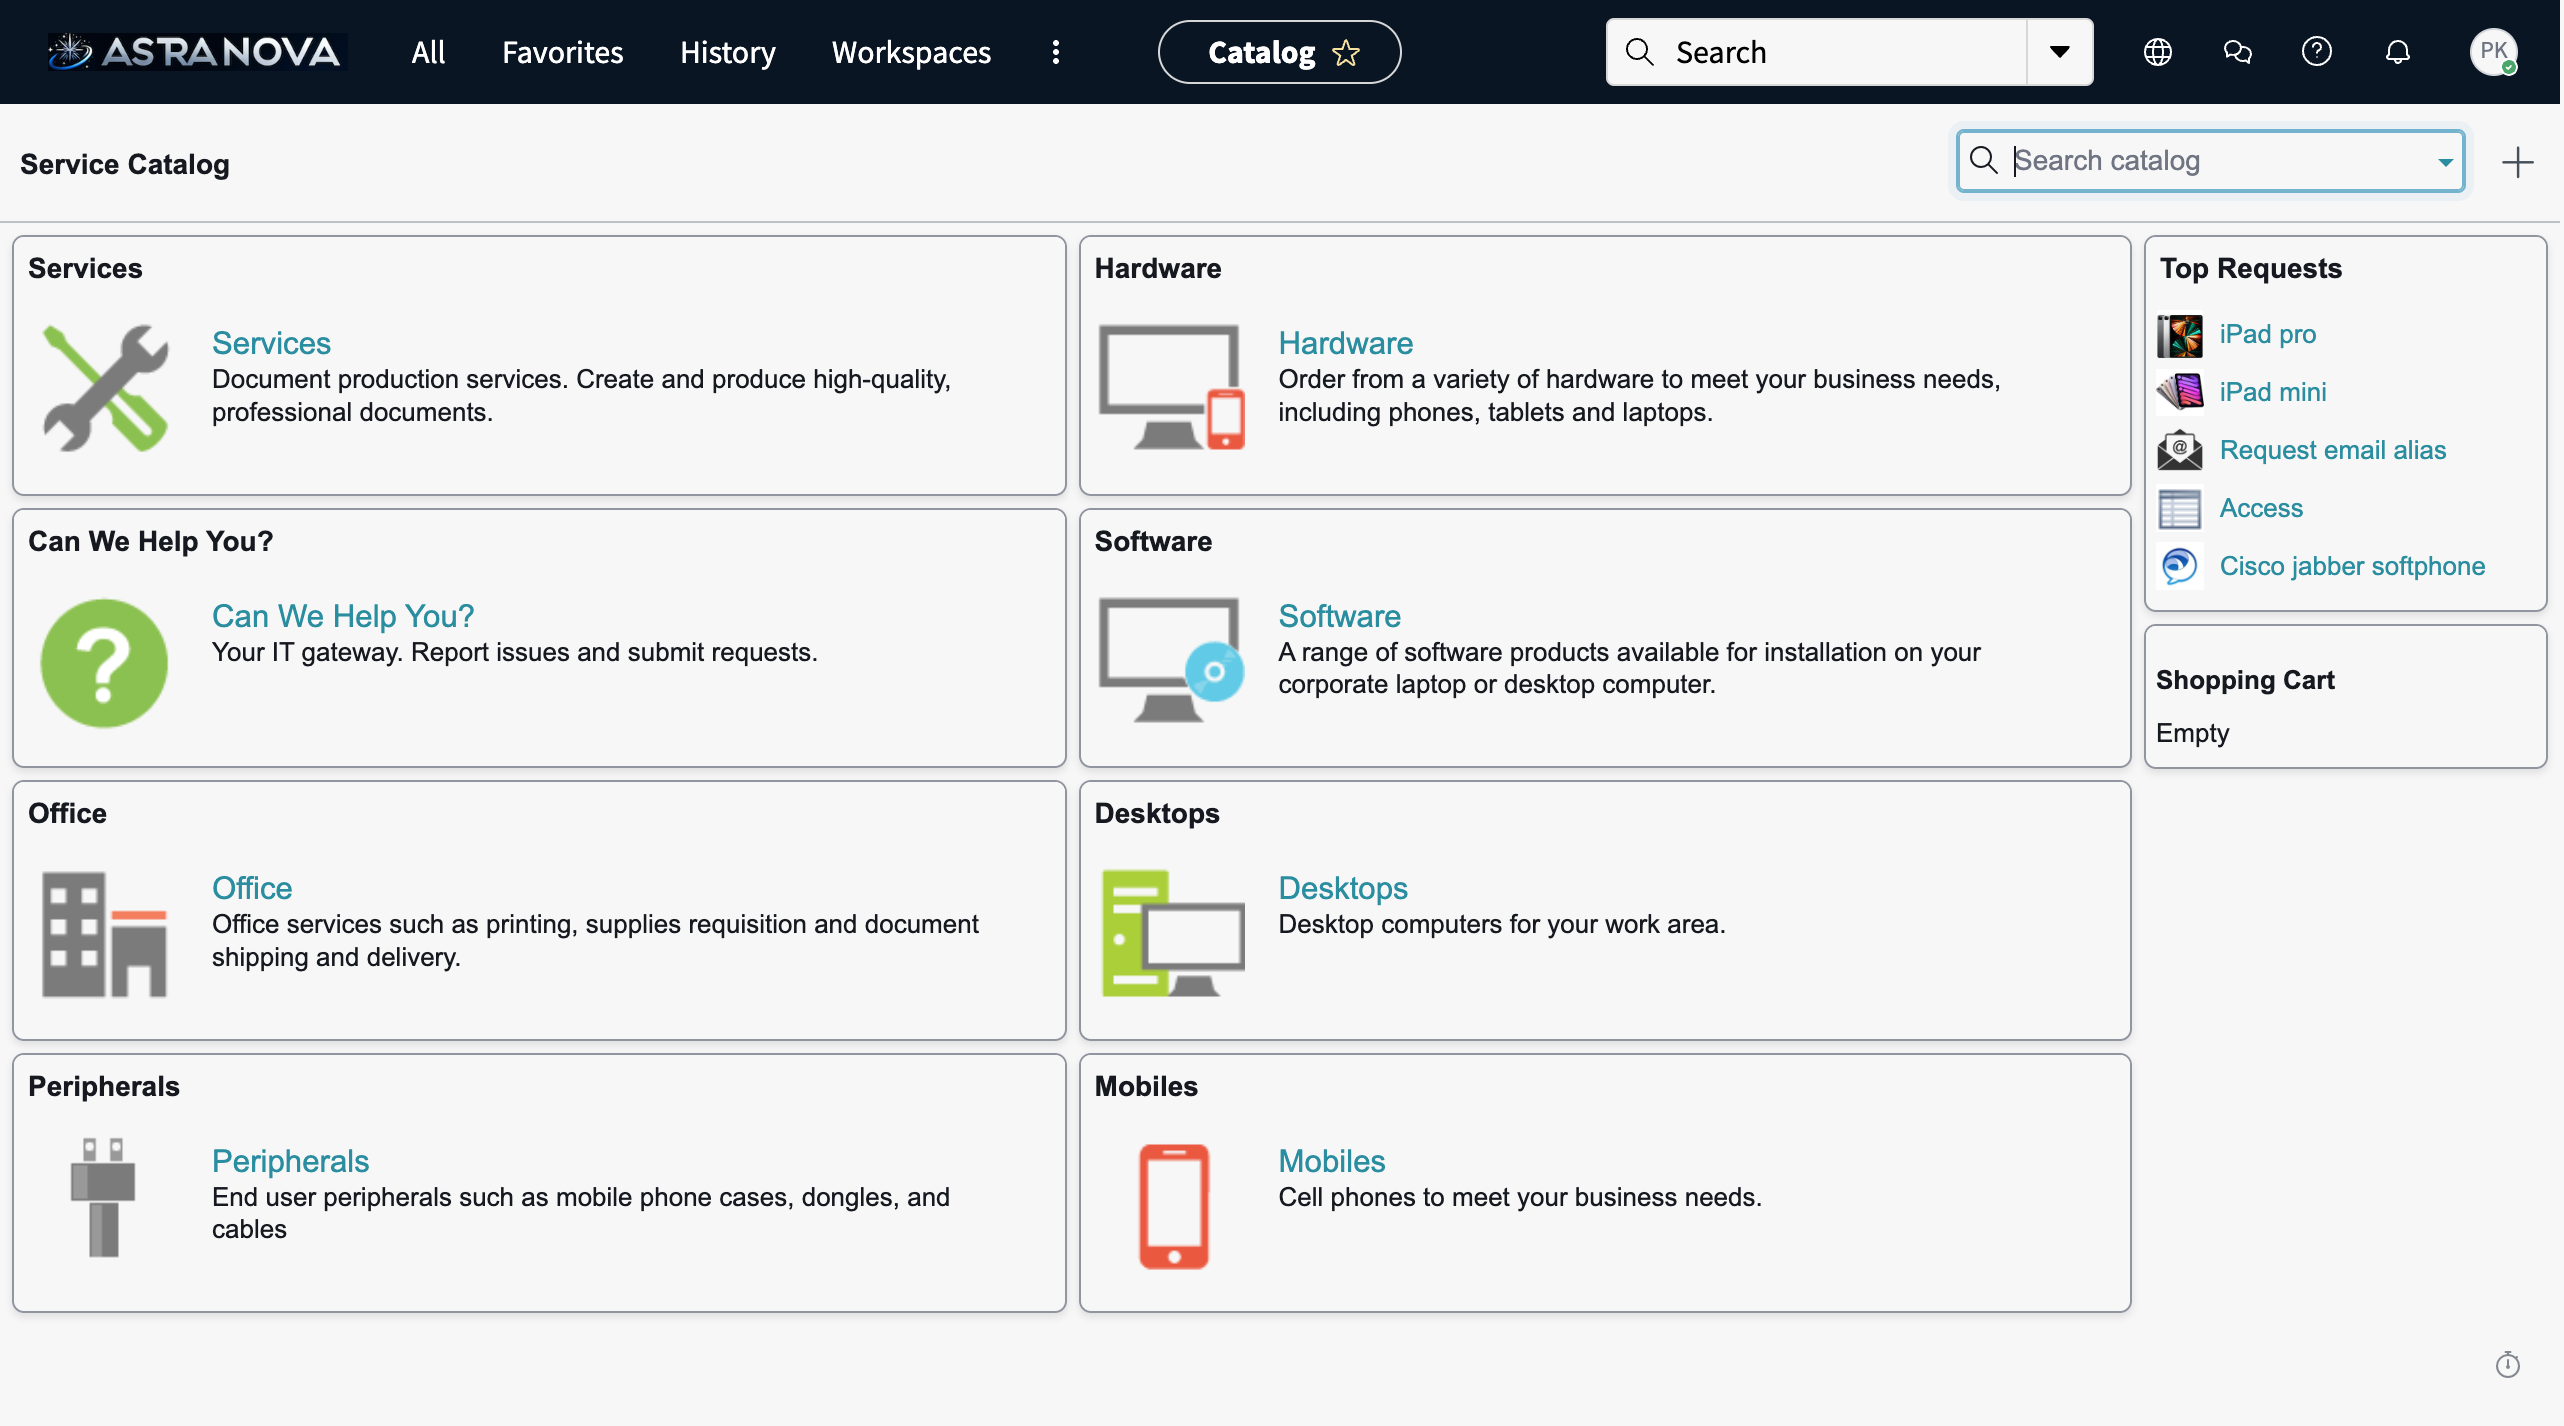 ASTRANOVA
All
Favorites
History
Workspaces
Catalog
Search
PK
Service Catalog
Search catalog
Services
Services
Document production services. Create and produce high-quality,
professional documents.
Hardware
Hardware
Order from a variety of hardware to meet your business needs,
including phones, tablets and laptops.
Top Requests
iPad pro
iPad mini
@
Request email alias
Access
Cisco jabber softphone
Can We Help You?
?
Can We Help You?
Your IT gateway. Report issues and submit requests.
Software
Software
A range of software products available for installation on your
corporate laptop or desktop computer.
Shopping Cart
Empty
Office
Office
Office services such as printing, supplies requisition and document
shipping and delivery.
Desktops
Desktops
Desktop computers for your work area.
Peripherals
Peripherals
End user peripherals such as mobile phone cases, dongles, and
cables
Mobiles
Mobiles
Cell phones to meet your business needs.